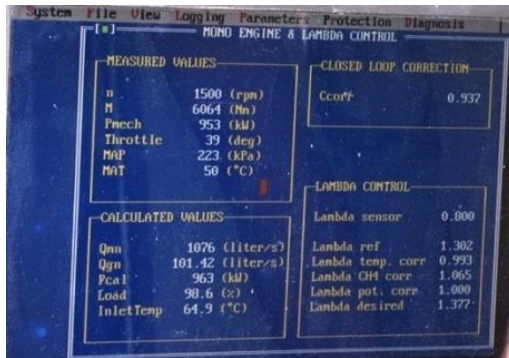 System File View Logging Parameters Protection Diagnosis
[■] MONO ENGINE & LAMBDA CONTROL
MEASURED VALUES
n 1500 (rpm)
M 6064 (Nm)
Pmech 953 (kW)
Throttle 39 (deg)
MAP 223 (kPa)
MAT 50 (°C)
CLOSED LOOP CORRECTION
Ccorr 0.937
CALCULATED VALUES
Qmn 1076 (liter/s)
Qgn 101.42 (liter/s)
Pcal 963 (kW)
Load 98.6 (%)
InletTemp 64.9 (°C)
LAMBDA CONTROL
Lambda sensor 0.800
Lambda ref 1.302
Lambda temp. corr 0.993
Lambda CH4 corr 1.065
Lambda pot. corr 1.000
Lambda desired 1.377